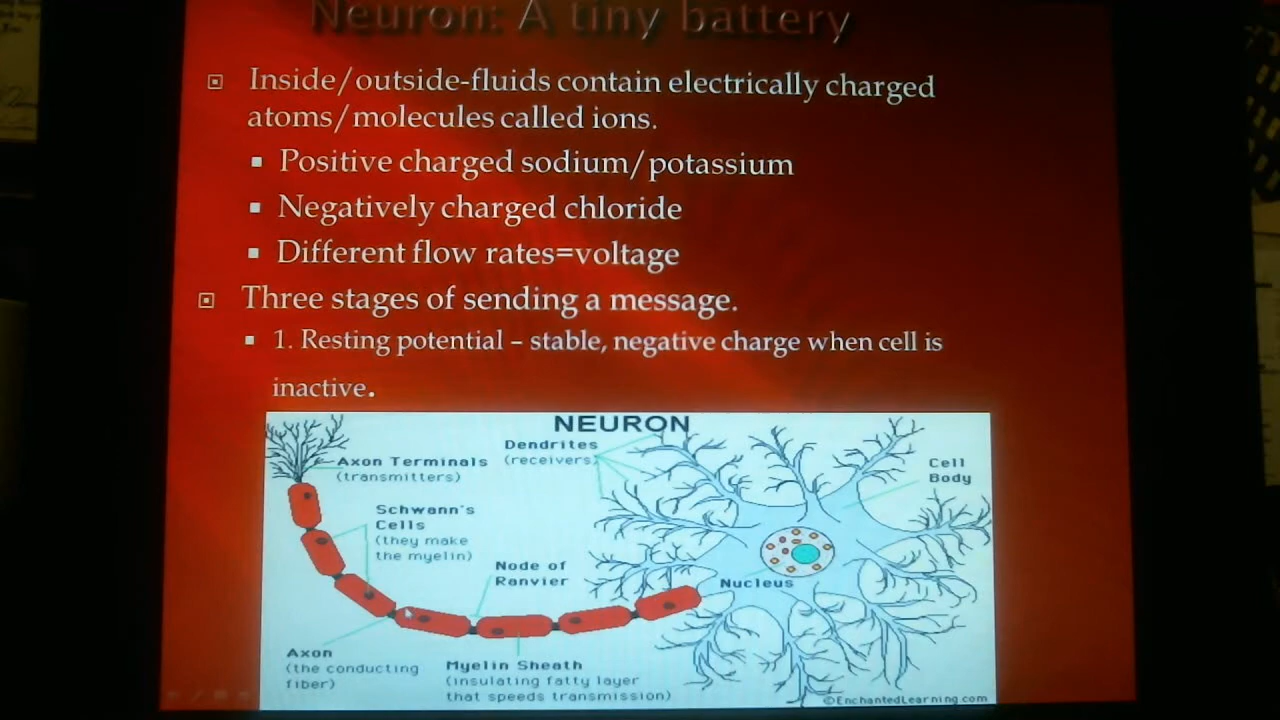 Neuron: A tiny battery
Inside/outside-fluids contain electrically charged
atoms/molecules called ions.
Positive charged sodium/potassium
Negatively charged chloride
Different flow rates=voltage
Three stages of sending a message.
1. Resting potential – stable, negative charge when cell is
inactive.
NEURON
Dendrites
(receivers)
Axon Terminals
(transmitters)
Cell
Body
Schwann's
Cells
(they make
the myelin)
Node of
Ranvier
Nucleus
Axon
(the conducting
fiber)
Myelin Sheath
(insulating fatty layer
that speeds transmission)
©EnchantedLearning.com